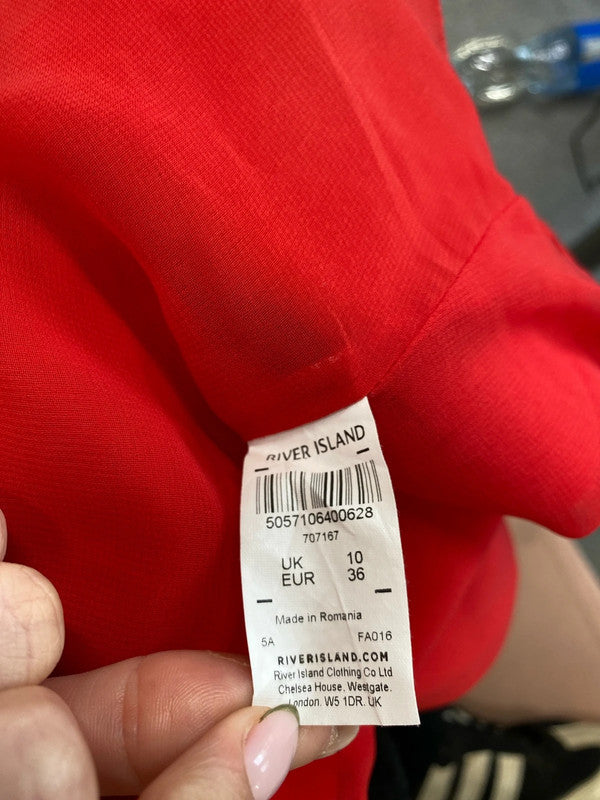 RIVER ISLAND
5057106400628
707167
UK 10
EUR 36
Made in Romania
5A FA016
RIVERISLAND.COM
River Island Clothing Co Ltd
Chelsea House, Westgate,
London, W5 1DR, UK